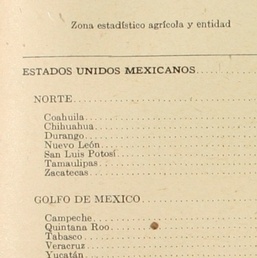 Zona estadístico agrícola y entidad
ESTADOS UNIDOS MEXICANOS
NORTE
Coahuila
Chihuahua
Durango
Nuevo León
San Luis Potosí
Tamaulipas
Zacatecas
GOLFO DE MEXICO
Campeche
Quintana Roo
Tabasco
Veracruz
Yucatán